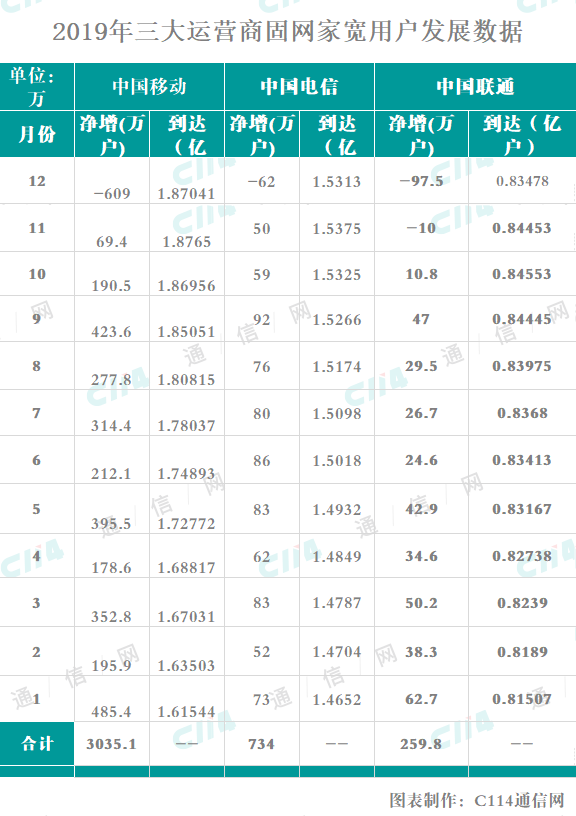 2019年三大运营商固网家宽用户发展数据
单位：万 中国移动 中国电信 中国联通
月份 净增(万户) 到达（亿 净增(万户) 到达（亿 净增(万户) 到达（亿户）
12 -609 1.87041 -62 1.5313 -97.5 0.83478
11 69.4 1.8765 50 1.5375 -10 0.84453
10 190.5 1.86956 59 1.5325 10.8 0.84553
9 423.6 1.85051 92 1.5266 47 0.84445
8 277.8 1.80815 76 1.5174 29.5 0.83975
7 314.4 1.78037 80 1.5098 26.7 0.8368
6 212.1 1.74893 86 1.5018 24.6 0.83413
5 395.5 1.72772 83 1.4932 42.9 0.83167
4 178.6 1.68817 62 1.4849 34.6 0.82738
3 352.8 1.67031 83 1.4787 50.2 0.8239
2 195.9 1.63503 52 1.4704 38.3 0.8189
1 485.4 1.61544 73 1.4652 62.7 0.81507
合计 3035.1 -- 734 -- 259.8 --
图表制作：C114通信网